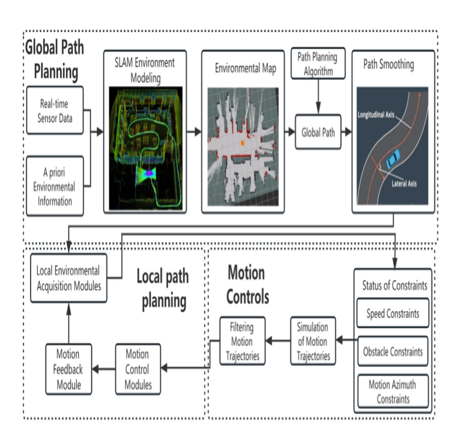 Global Path
Planning
Real-time
Sensor Data
A priori
Environmental
Information
SLAM Environment
Modeling
Environmental Map
Path Planning
Algorithm
Global Path
Path Smoothing
Longitudinal Axis
Lateral Axis
Local Environmental
Acquisition Modules
Local path
planning
Motion
Feedback
Module
Motion
Control
Modules
Motion
Controls
Filtering
Motion
Trajectories
Simulation
of Motion
Trajectories
Status of Constraints
Speed Constraints
Obstacle Constraints
Motion Azimuth
Constraints